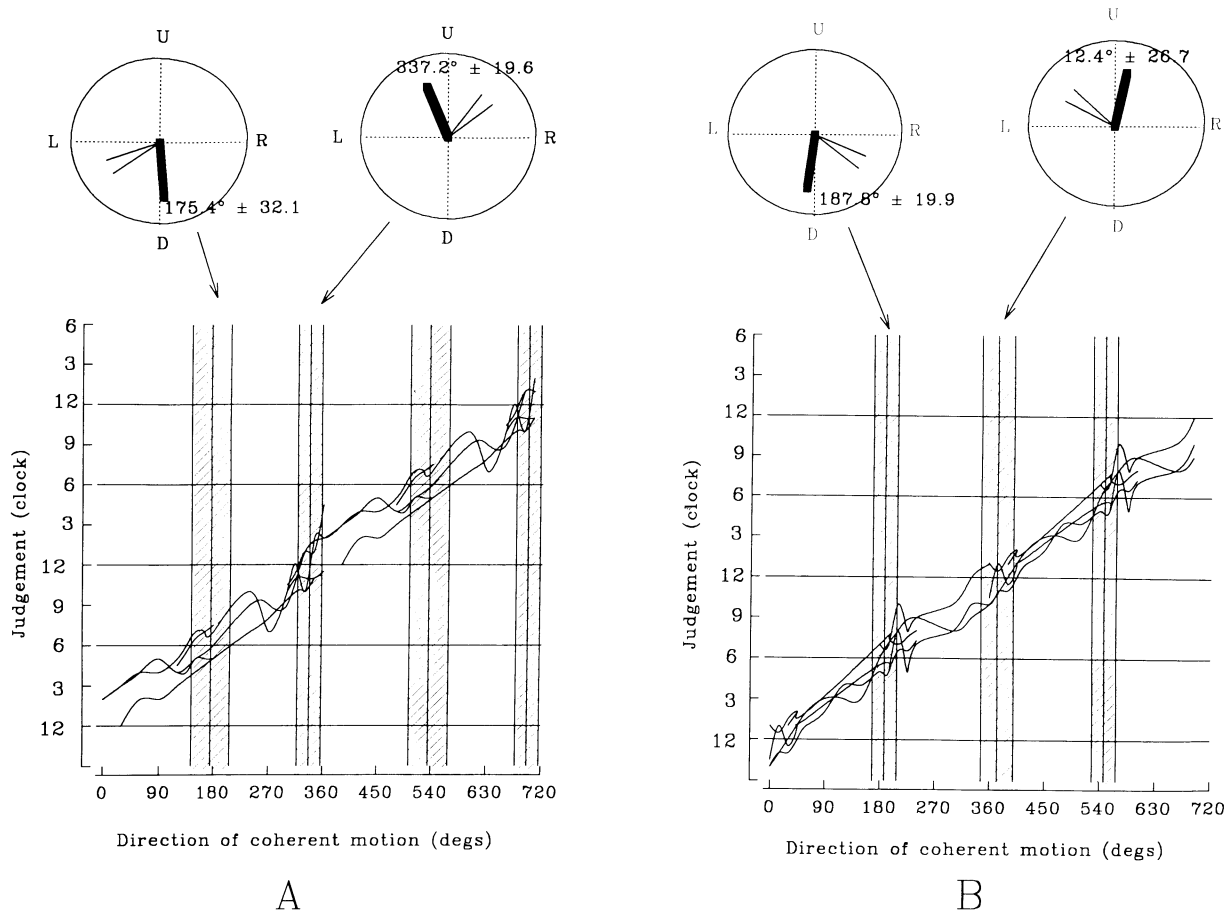 U
337.2° ± 19.6
L R
175.4° ± 32.1
D
U
L R
D
U
L R
187.8° ± 19.9
D
U
12.4° ± 26.7
L R
D
Judgement (clock)
6
3
12
9
6
3
12
9
6
3
12
0 90 180 270 360 450 540 630 720
Direction of coherent motion (degs)
A
Judgement (clock)
6
3
12
9
6
3
12
9
6
3
12
0 90 180 270 360 450 540 630 720
Direction of coherent motion (degs)
B